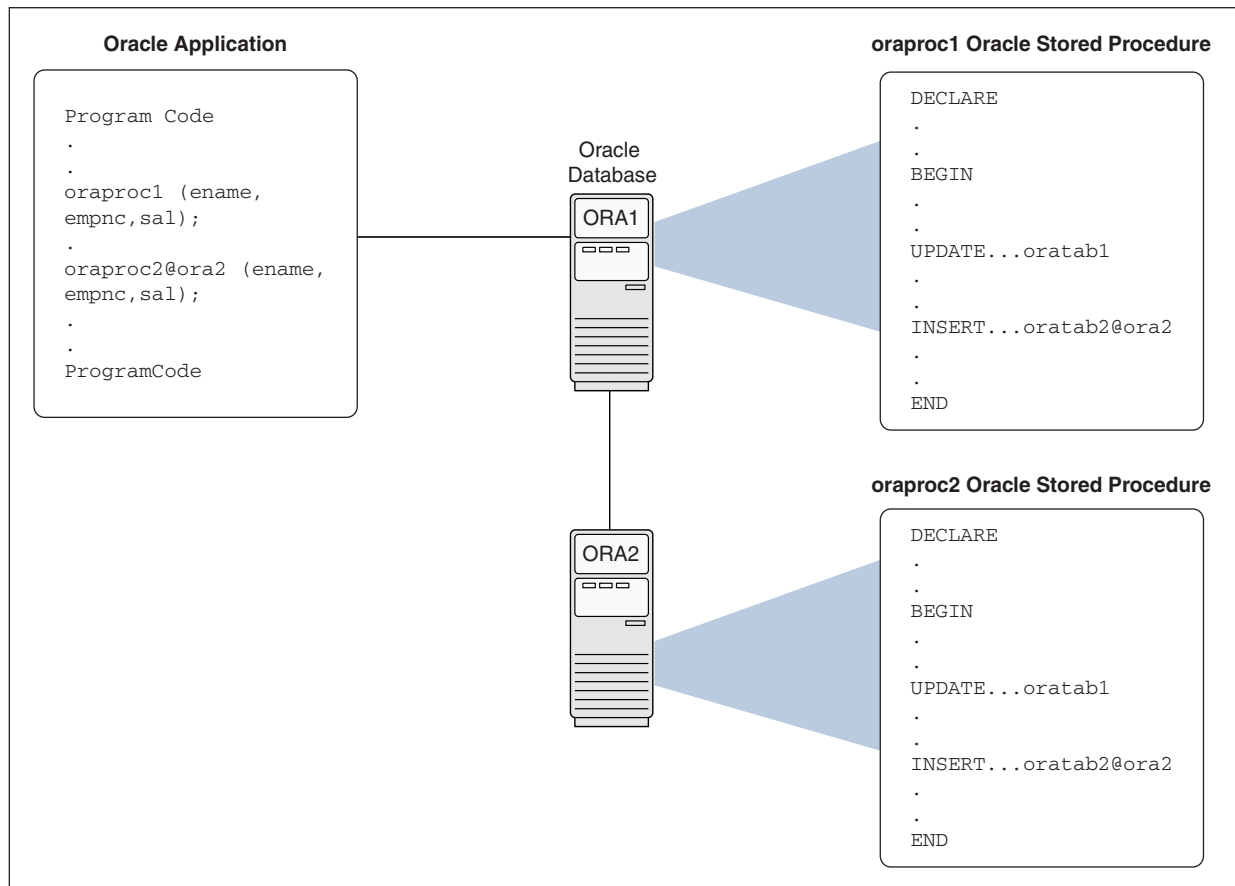 Oracle Application
Program Code
.
.
oraproc1 (ename,
empnc,sal);
.
oraproc2@ora2 (ename,
empnc,sal);
.
.
ProgramCode
Oracle
Database
ORA1
ORA2
oraproc1 Oracle Stored Procedure
DECLARE
.
.
BEGIN
.
.
UPDATE...oratab1
.
.
INSERT...oratab2@ora2
.
.
END
oraproc2 Oracle Stored Procedure
DECLARE
.
.
BEGIN
.
.
UPDATE...oratab1
.
.
INSERT...oratab2@ora2
.
.
END